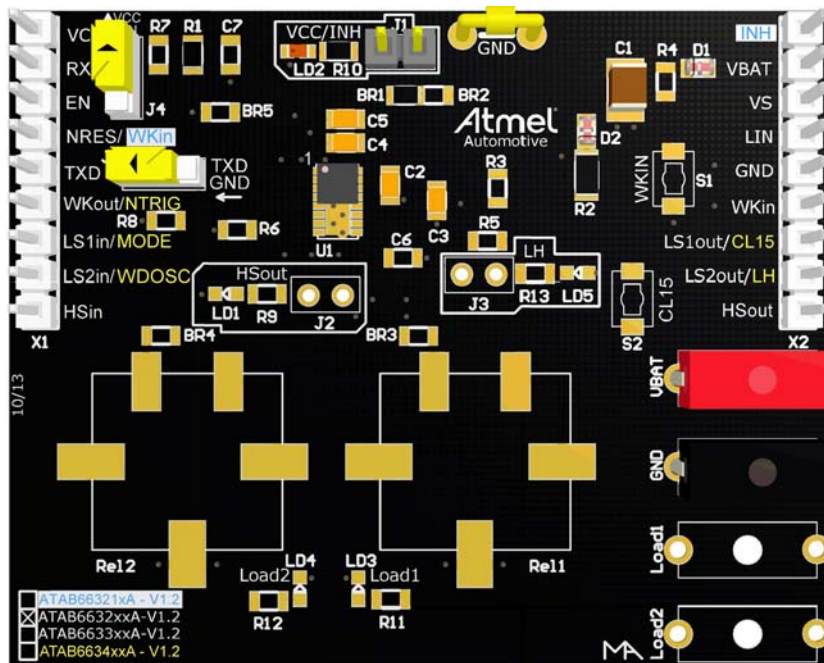 VCC
INH
VC
RX
EN
NRES/WKin
TXD
WKout/NTRIG
R8
LS1in/MODE
LS2in/WDOSC
HSin
X1
J4
TXD
GND
R7
R1
C7
BR5
VCC/INH
LD2
R10
J1
GND
BR1
BR2
C5
C4
1
U1
C2
C3
C6
R6
Atmel
Automotive
R3
R5
C1
R4
D1
D2
R2
WKIN
S1
INH
VBAT
VS
LIN
GND
WKin
LS1out/CL15
LS2out/LH
HSout
X2
HSout
LD1
R9
J2
LH
J3
R13
LD5
CL15
S2
BR4
BR3
10/13
VBAT
GND
Load1
Load2
Rel2
Rel1
Load2
LD4
R12
LD3
Load1
R11
ATAB66321xA - V1.2
ATAB6632xxA-V1.2
ATAB6633xxA-V1.2
ATAB6634xxA - V1.2
MA